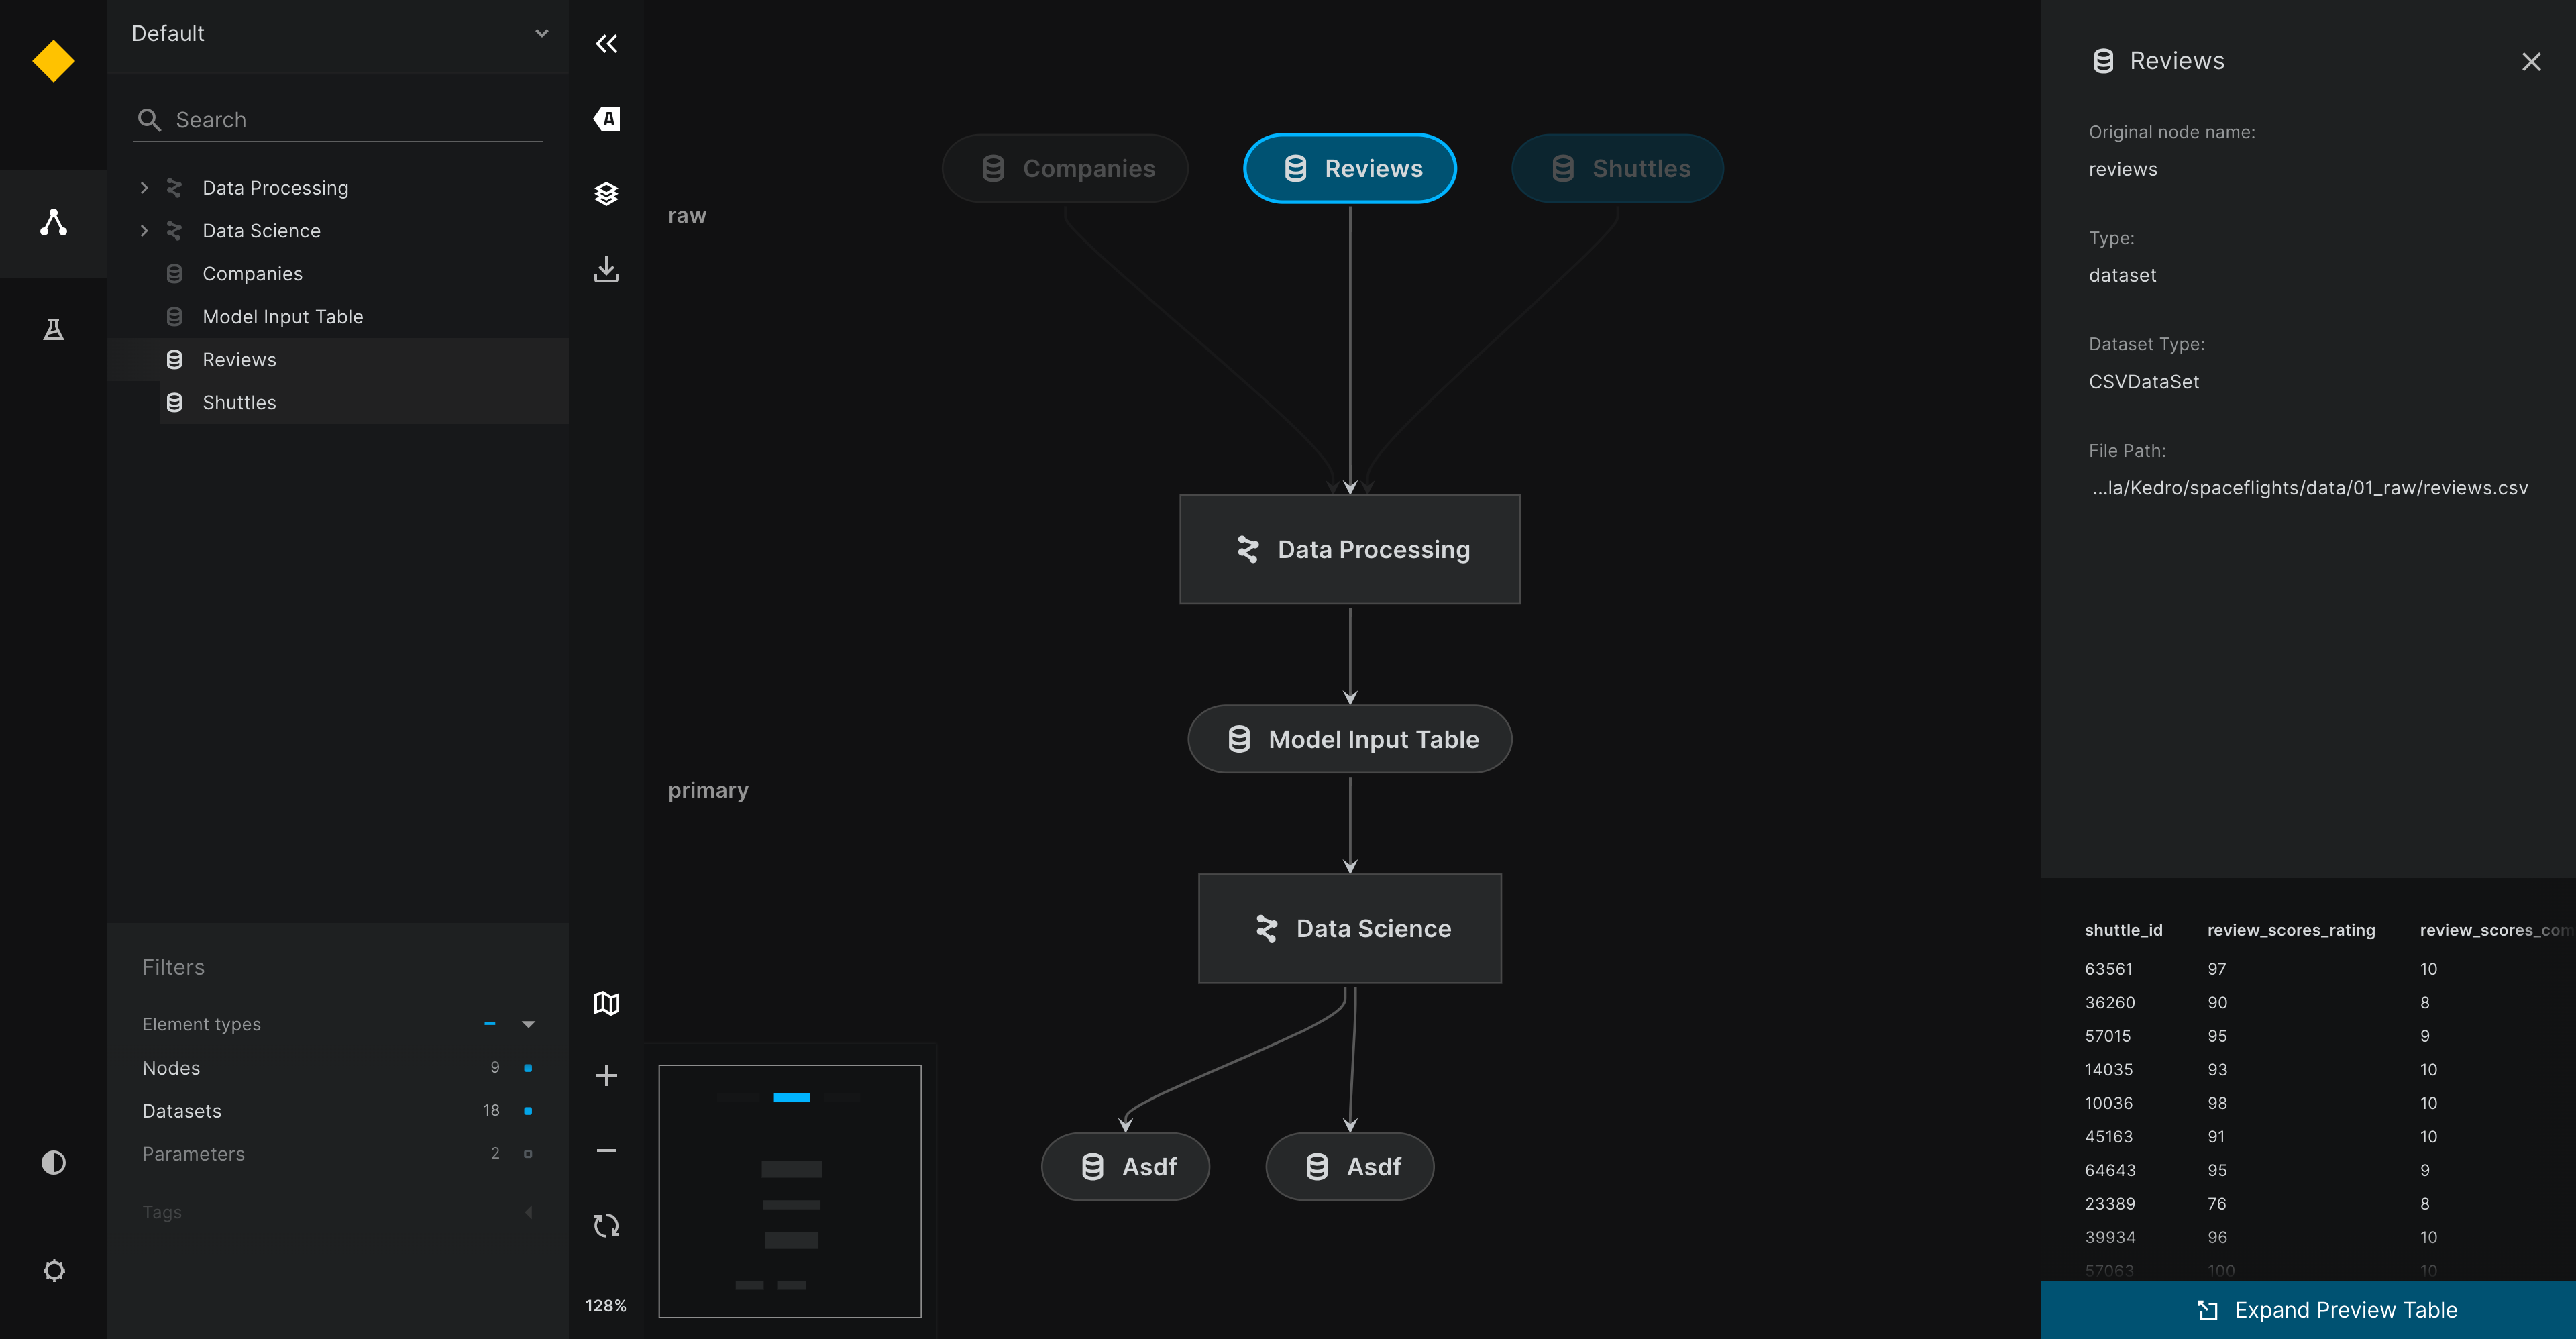 Default
Search
Data Processing
Data Science
Companies
Model Input Table
Reviews
Shuttles
Filters
Element types
Nodes 9
Datasets 18
Parameters 2
Tags
A
128%
raw
primary
Companies
Reviews
Shuttles
Data Processing
Model Input Table
Data Science
Asdf
Asdf
Reviews
Original node name:
reviews
Type:
dataset
Dataset Type:
CSVDataSet
File Path:
...la/Kedro/spaceflights/data/01_raw/reviews.csv
shuttle_id review_scores_rating review_scores_com
63561 97 10
36260 90 8
57015 95 9
14035 93 10
10036 98 10
45163 91 10
64643 95 9
23389 76 8
39934 96 10
57063 100 10
Expand Preview Table